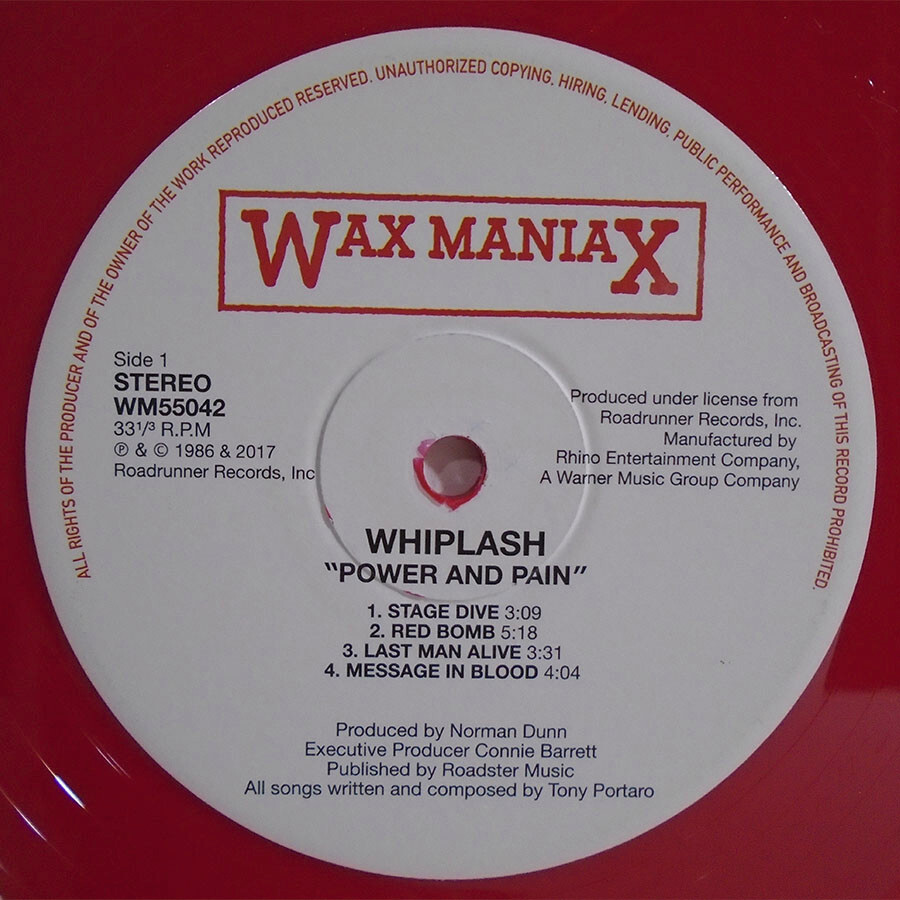 ALL RIGHTS OF THE PRODUCER AND OF THE OWNER OF THE WORK REPRODUCED RESERVED. UNAUTHORIZED COPYING, HIRING, LENDING, PUBLIC PERFORMANCE AND BROADCASTING OF THIS RECORD PROHIBITED.
WAX MANIAX
Side 1
STEREO
WM55042
33 1/3 R.P.M
℗ & © 1986 & 2017
Roadrunner Records, Inc
Produced under license from
Roadrunner Records, Inc.
Manufactured by
Rhino Entertainment Company,
A Warner Music Group Company
WHIPLASH
"POWER AND PAIN"
1. STAGE DIVE 3:09
2. RED BOMB 5:18
3. LAST MAN ALIVE 3:31
4. MESSAGE IN BLOOD 4:04
Produced by Norman Dunn
Executive Producer Connie Barrett
Published by Roadster Music
All songs written and composed by Tony Portaro